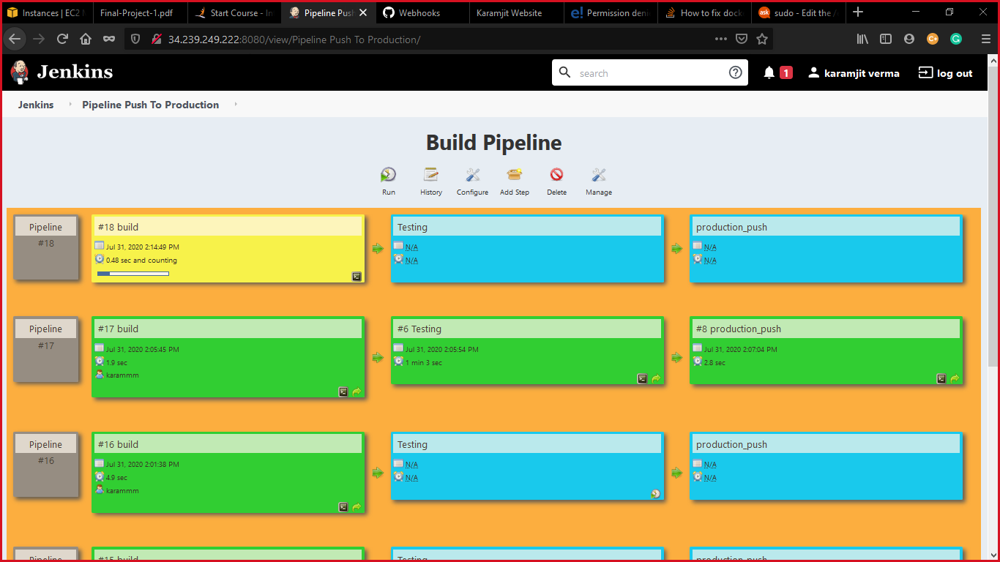 Instances | EC2 M
Final-Project-1.pdf
Start Course - In
Pipeline Push
Webhooks
Karamjit Website
Permission deni
How to fix dock
sudo - Edit the /
34.239.249.222:8080/view/Pipeline Push To Production/
Jenkins
search
1
karamjit verma
log out
Jenkins
Pipeline Push To Production
Build Pipeline
Run
History
Configure
Add Step
Delete
Manage
Pipeline
#18
#18 build
Jul 31, 2020 2:14:49 PM
0.48 sec and counting
Testing
N/A
N/A
production_push
N/A
N/A
Pipeline
#17
#17 build
Jul 31, 2020 2:05:45 PM
1.9 sec
karammm
#6 Testing
Jul 31, 2020 2:05:54 PM
1 min 3 sec
#8 production_push
Jul 31, 2020 2:07:04 PM
2.8 sec
Pipeline
#16
#16 build
Jul 31, 2020 2:01:38 PM
4.9 sec
karammm
Testing
N/A
N/A
production_push
N/A
N/A
Pipeline
#15 build
Testing
production_push